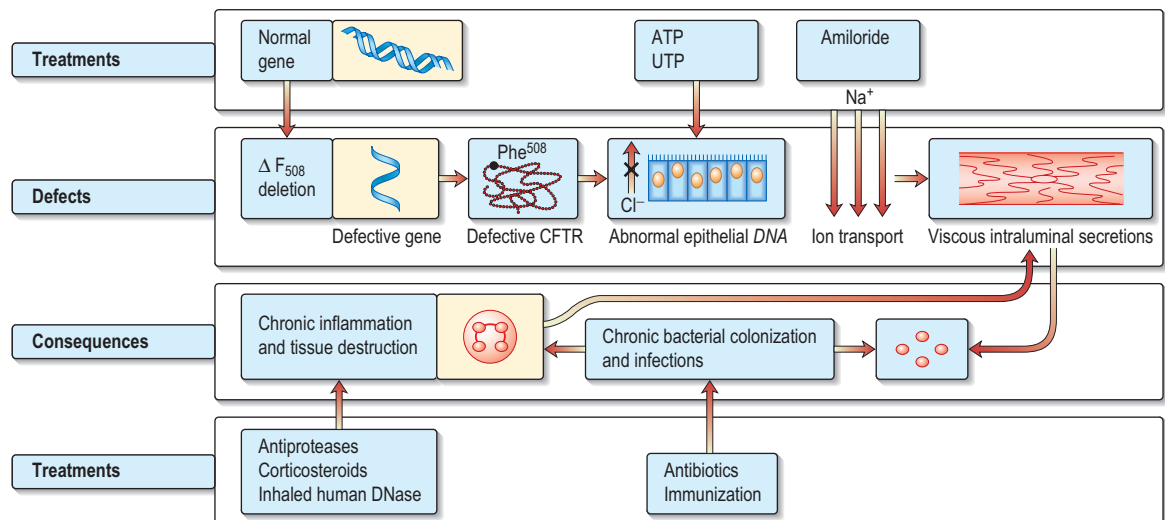 Treatments
Normal
gene
ATP
UTP
Amiloride
Na⁺
Defects
Δ F₅₀₈
deletion
Defective gene
Phe⁵⁰⁸
Defective CFTR
Cl⁻
Abnormal epithelial DNA
Ion transport
Viscous intraluminal secretions
Consequences
Chronic inflammation
and tissue destruction
Chronic bacterial colonization
and infections
Treatments
Antiproteases
Corticosteroids
Inhaled human DNase
Antibiotics
Immunization